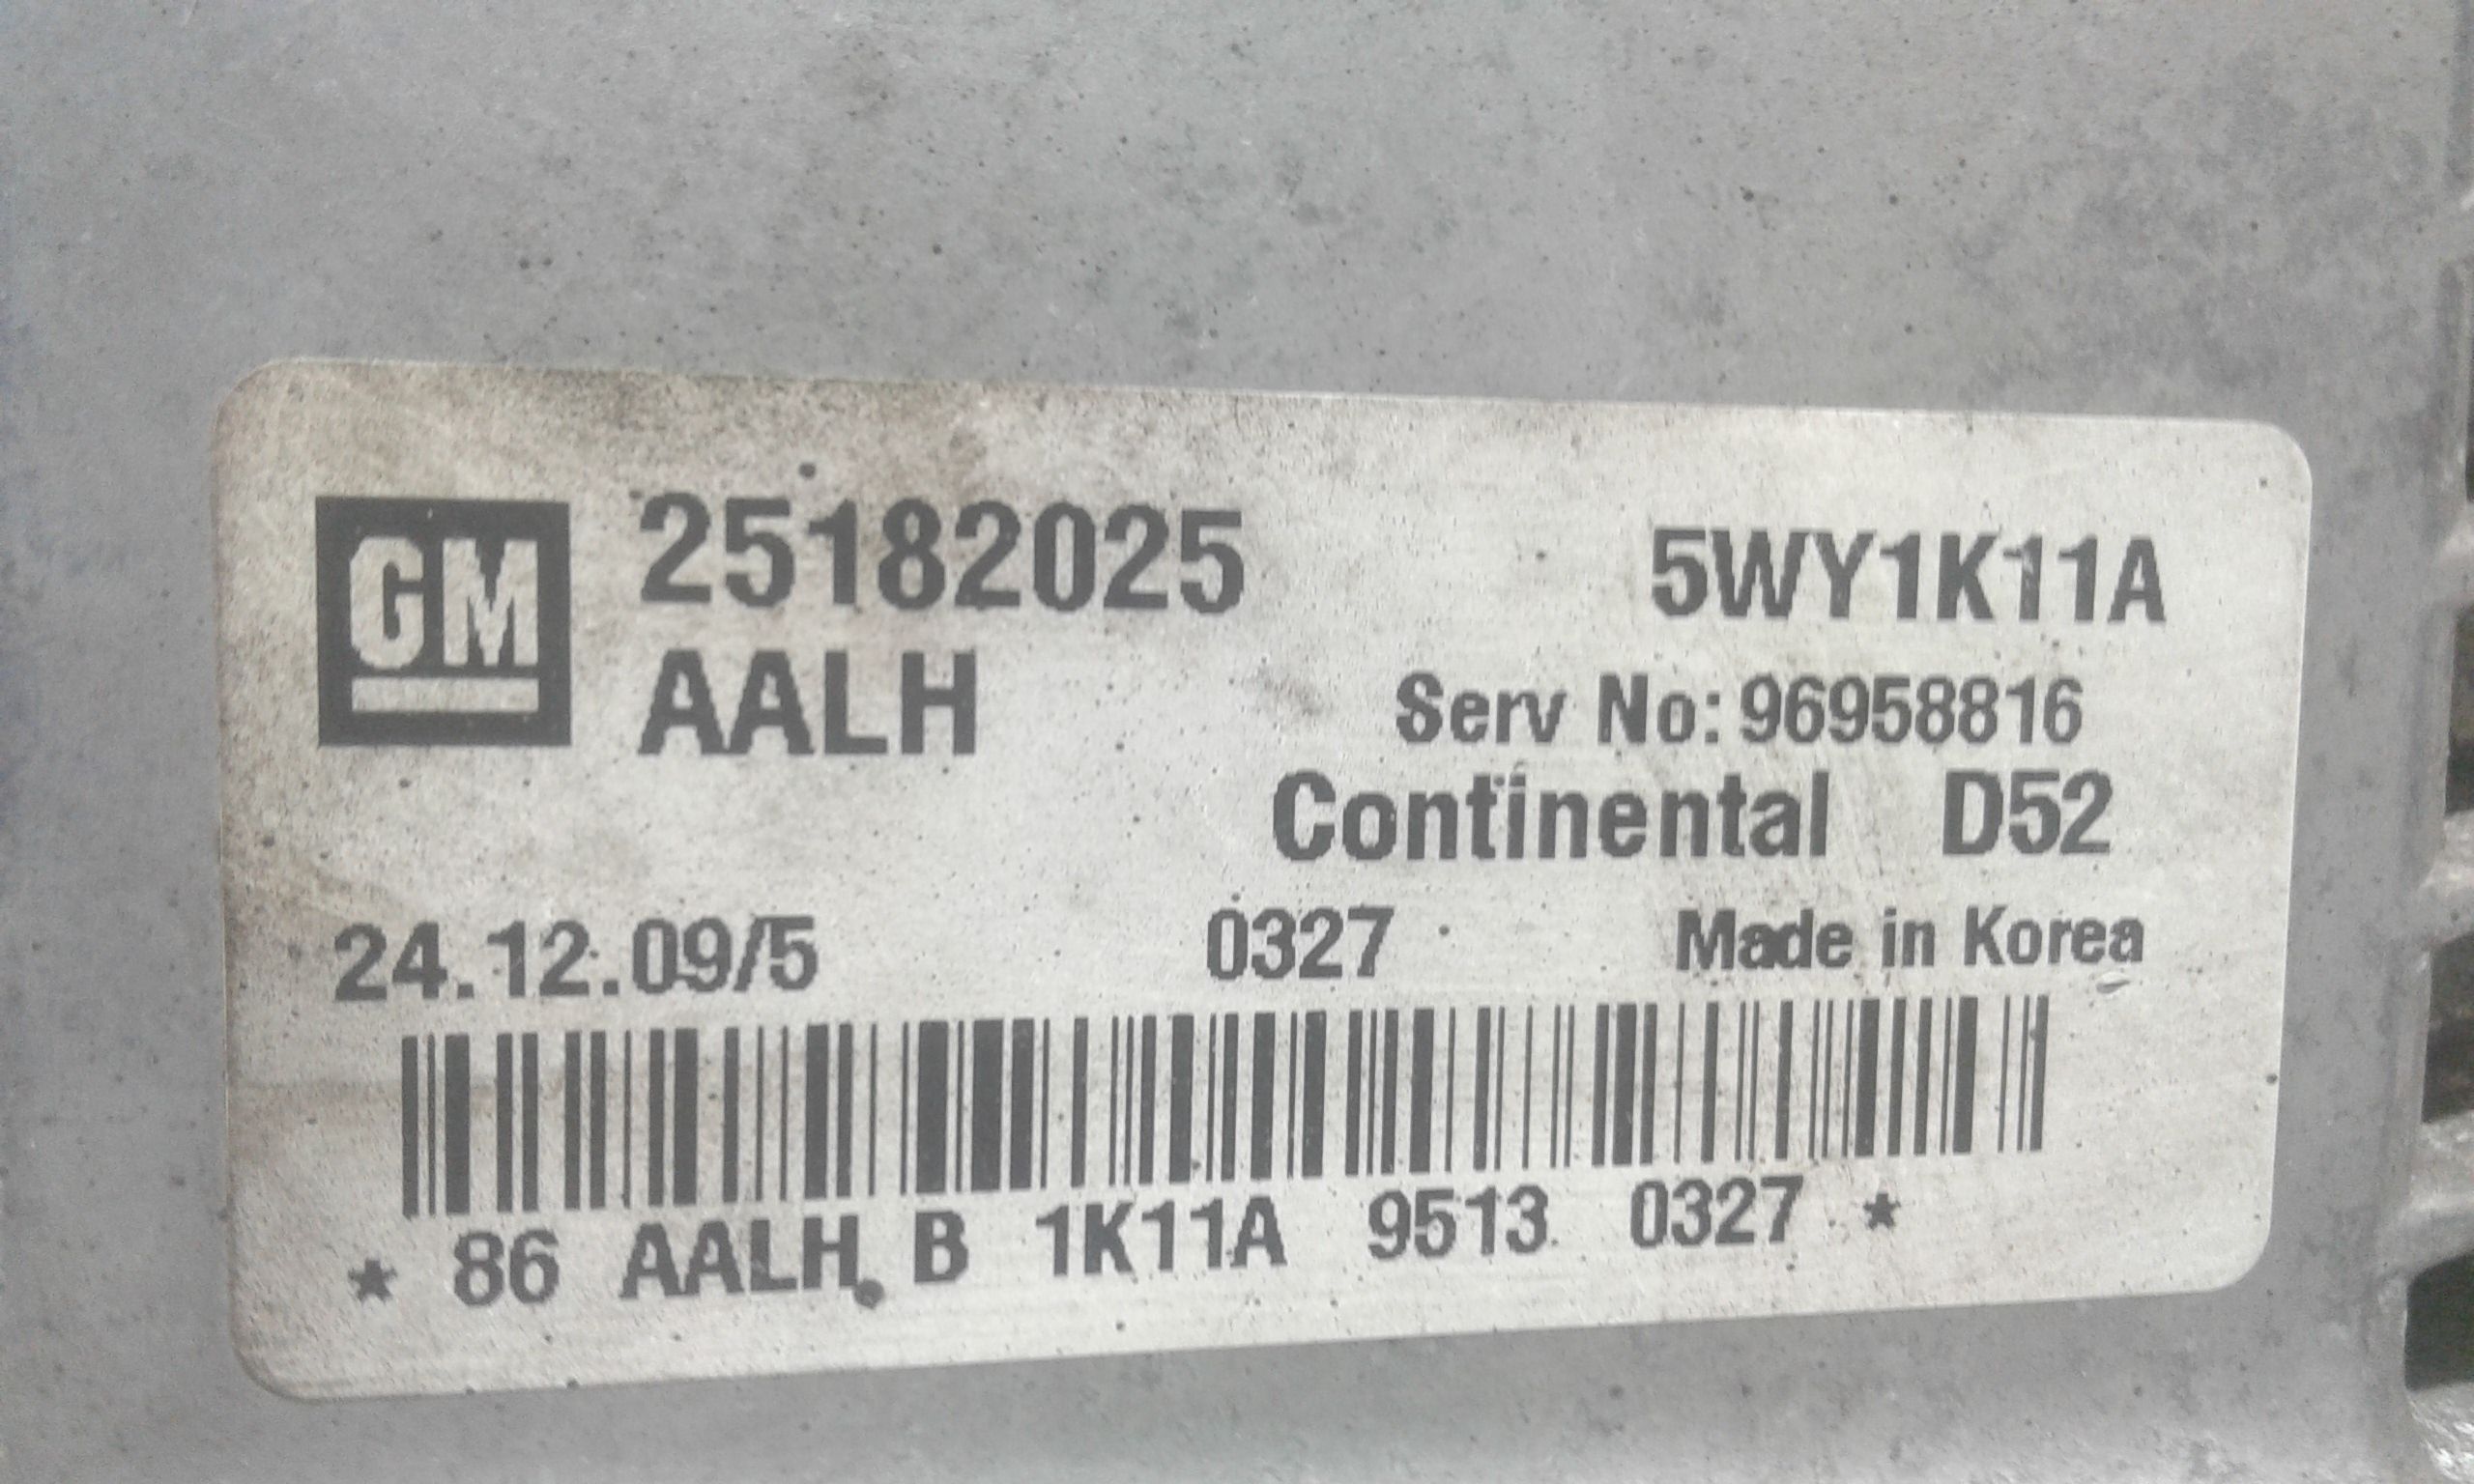 GM 25182025 5WY1K11A
AALH Serv No: 96958816
Continental D52
24.12.09/5 0327 Made in Korea
* 86 AALH B 1K11A 9513 0327 *